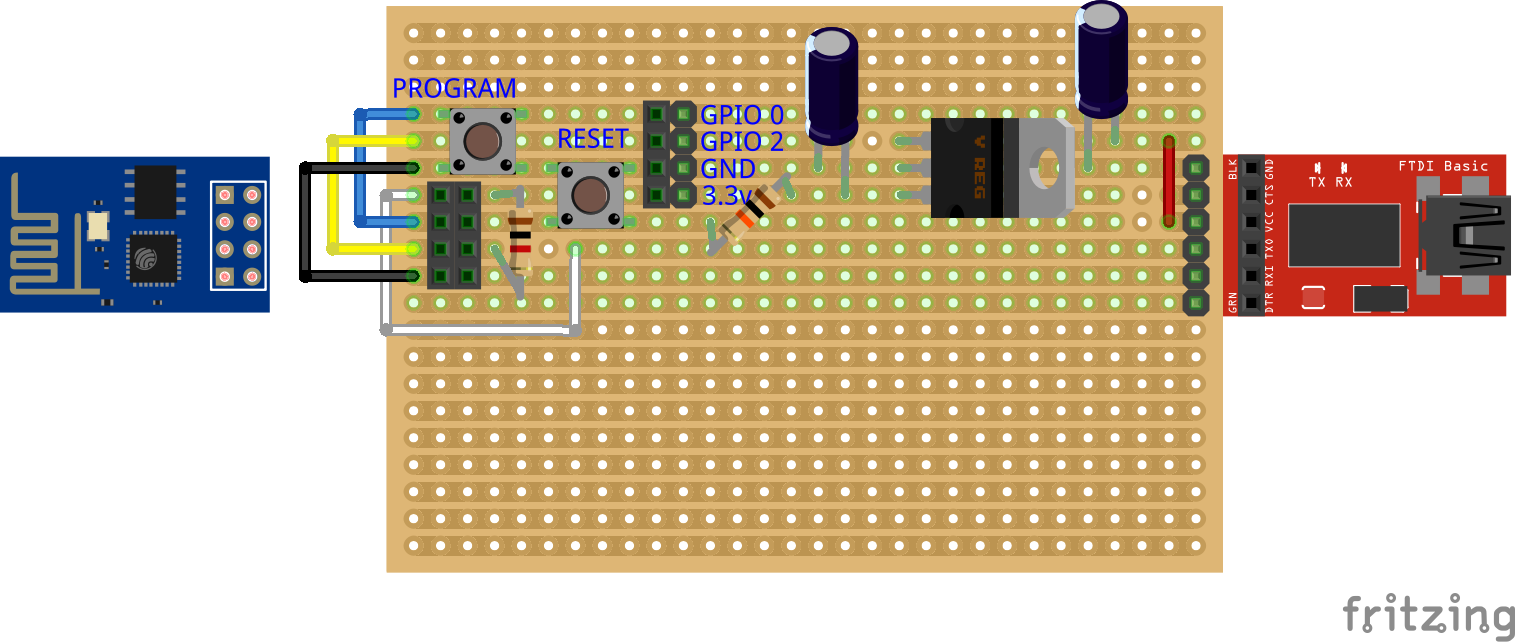 PROGRAM
RESET
GPIO 0
GPIO 2
GND
3.3v
V REG
BLK
GND
CTS
VCC
TXO
RXI
DTR
GRN
TX RX
FTDI Basic
fritzing